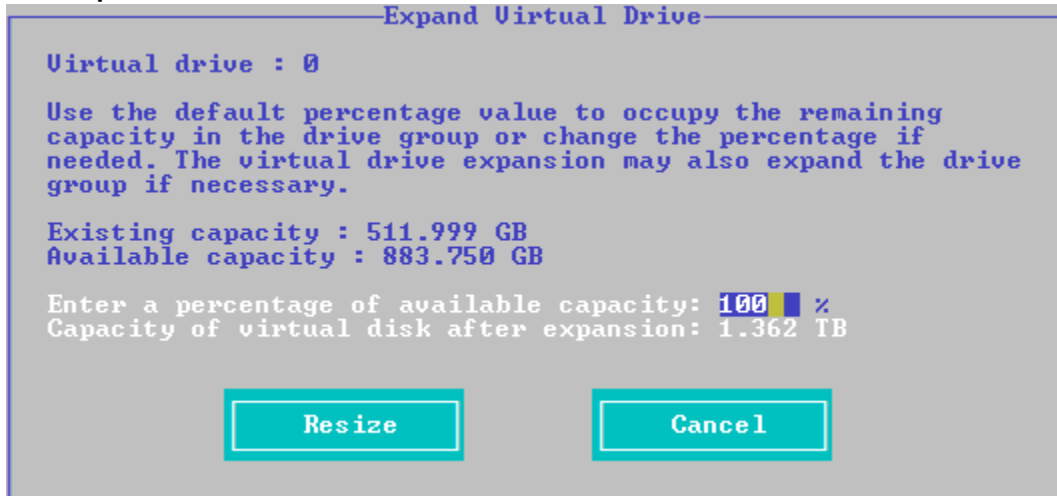 Expand Virtual Drive
Virtual drive : 0
Use the default percentage value to occupy the remaining
capacity in the drive group or change the percentage if
needed. The virtual drive expansion may also expand the drive
group if necessary.
Existing capacity : 511.999 GB
Available capacity : 883.750 GB
Enter a percentage of available capacity: 100 %
Capacity of virtual disk after expansion: 1.362 TB
Resize Cancel